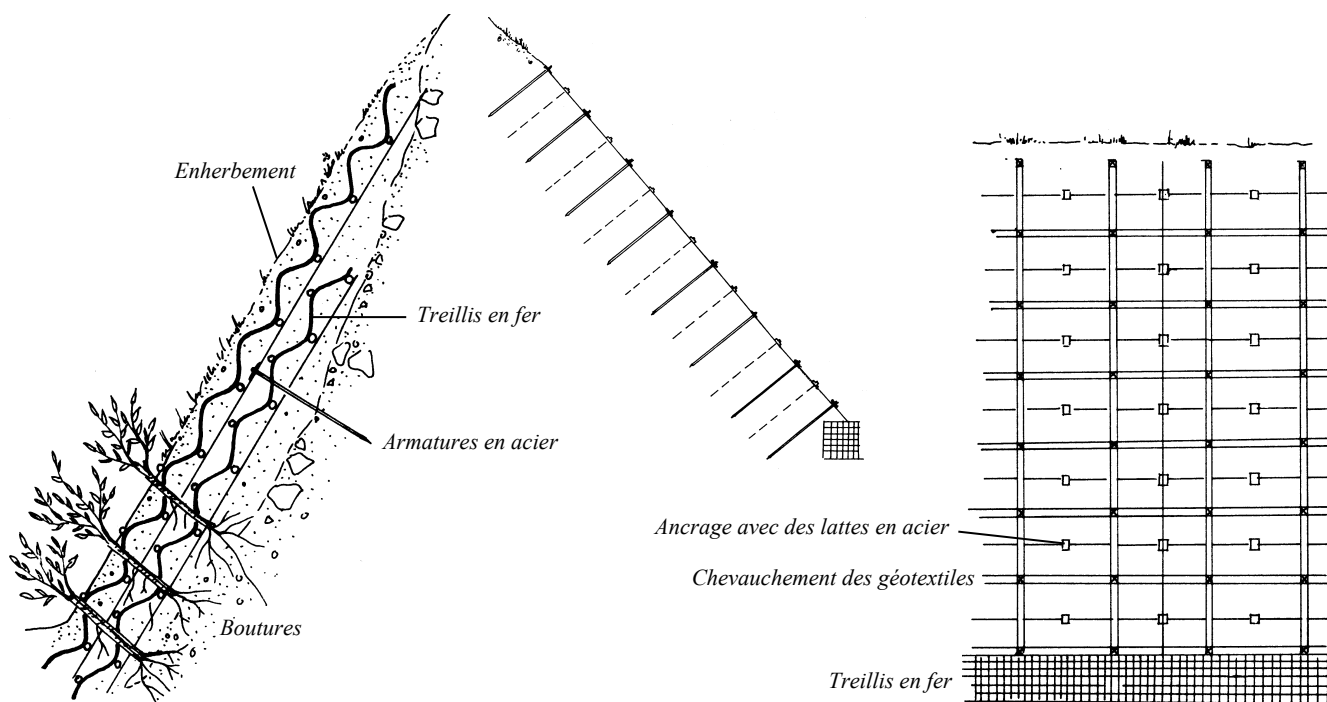 Enherbement
Treillis en fer
Armatures en acier
Boutures
Ancrage avec des lattes en acier
Chevauchement des géotextiles
Treillis en fer